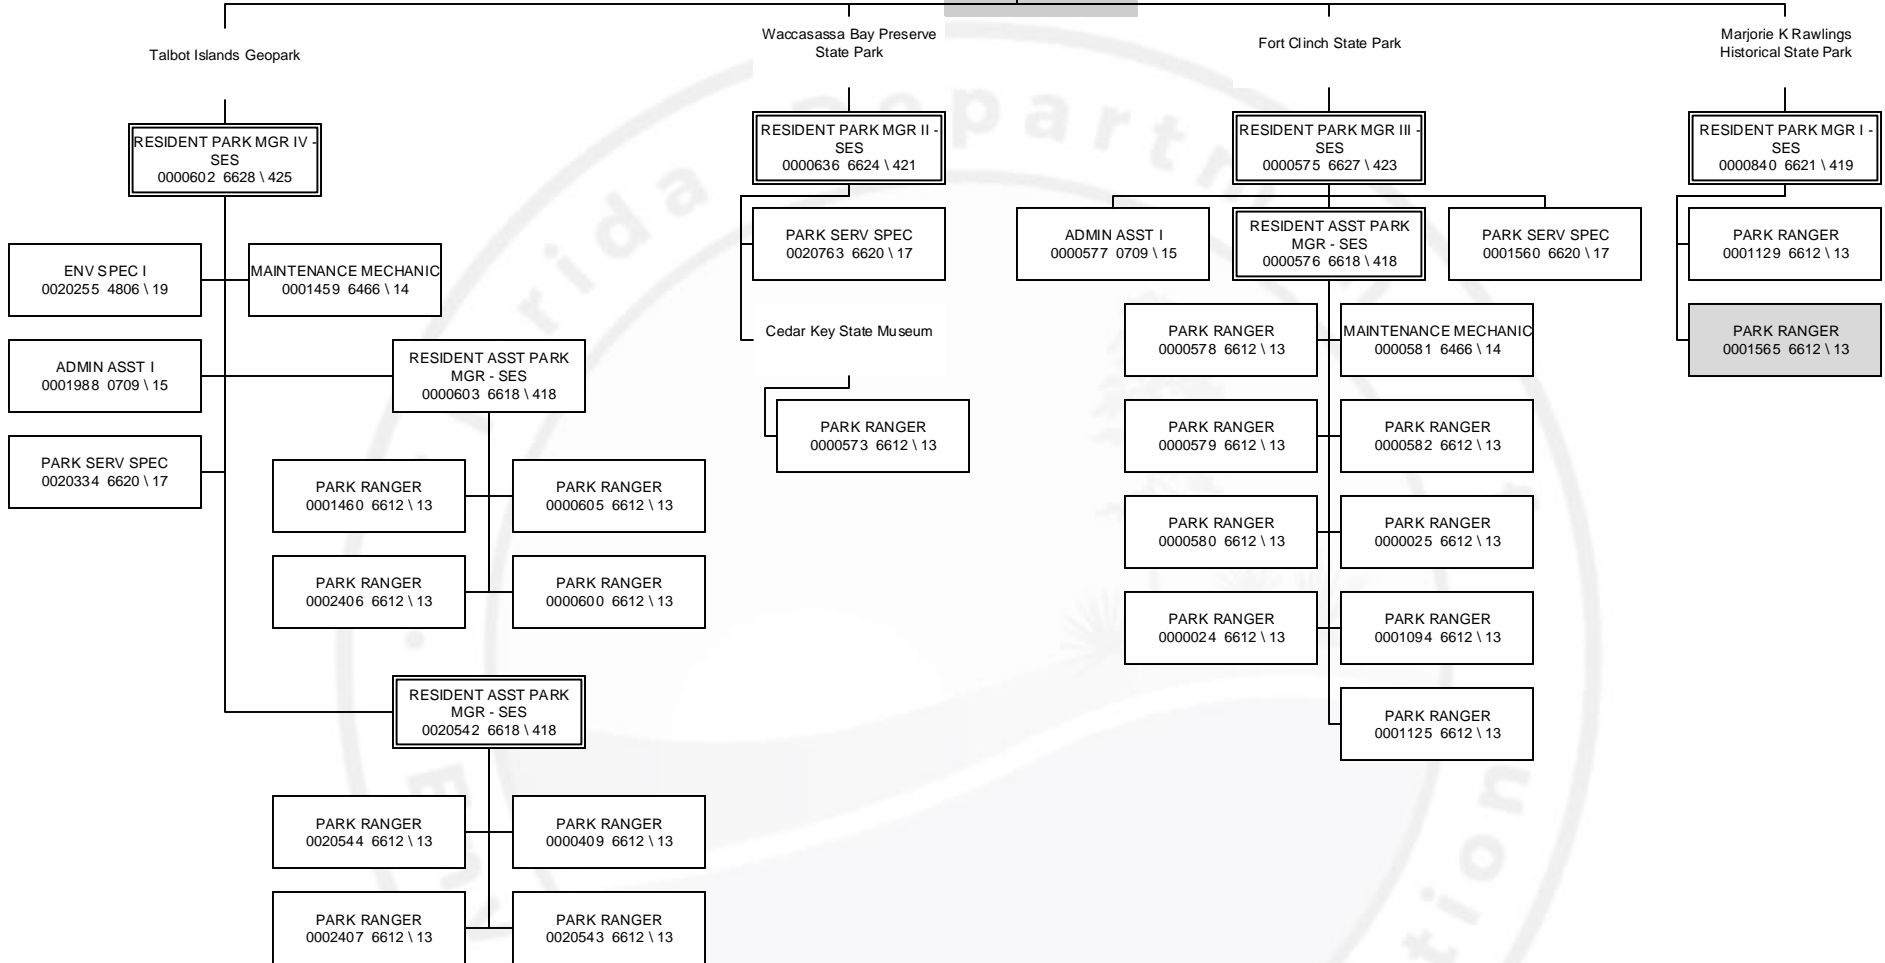 Talbot Islands Geopark
RESIDENT PARK MGR IV -
SES
0000602 6628 \ 425
ENV SPEC I
0020255 4806 \ 19
MAINTENANCE MECHANIC
0001459 6466 \ 14
ADMIN ASST I
0001988 0709 \ 15
RESIDENT ASST PARK
MGR - SES
0000603 6618 \ 418
PARK SERV SPEC
0020334 6620 \ 17
PARK RANGER
0001460 6612 \ 13
PARK RANGER
0000605 6612 \ 13
PARK RANGER
0002406 6612 \ 13
PARK RANGER
0000600 6612 \ 13
RESIDENT ASST PARK
MGR - SES
0020542 6618 \ 418
PARK RANGER
0020544 6612 \ 13
PARK RANGER
0000409 6612 \ 13
PARK RANGER
0002407 6612 \ 13
PARK RANGER
0020543 6612 \ 13
Waccasassa Bay Preserve
State Park
RESIDENT PARK MGR II -
SES
0000636 6624 \ 421
PARK SERV SPEC
0020763 6620 \ 17
Cedar Key State Museum
PARK RANGER
0000573 6612 \ 13
Fort Clinch State Park
RESIDENT PARK MGR III -
SES
0000575 6627 \ 423
ADMIN ASST I
0000577 0709 \ 15
RESIDENT ASST PARK
MGR - SES
0000576 6618 \ 418
PARK SERV SPEC
0001560 6620 \ 17
PARK RANGER
0000578 6612 \ 13
MAINTENANCE MECHANIC
0000581 6466 \ 14
PARK RANGER
0000579 6612 \ 13
PARK RANGER
0000582 6612 \ 13
PARK RANGER
0000580 6612 \ 13
PARK RANGER
0000025 6612 \ 13
PARK RANGER
0000024 6612 \ 13
PARK RANGER
0001094 6612 \ 13
PARK RANGER
0001125 6612 \ 13
Marjorie K Rawlings
Historical State Park
RESIDENT PARK MGR I -
SES
0000840 6621 \ 419
PARK RANGER
0001129 6612 \ 13
PARK RANGER
0001565 6612 \ 13